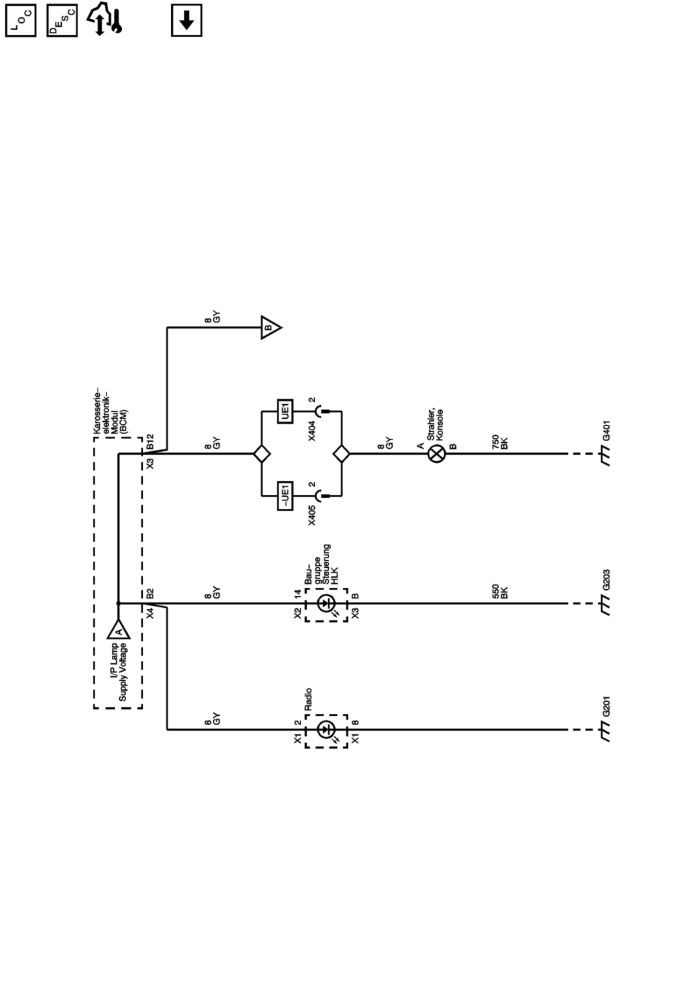 LOC
DESC
8
GY
B
Karosserie–
elektronik–
Modul
(BCM)
X3
B12
8
GY
UE1
X404
2
–UE1
X405
2
8
GY
A
Strahler,
Konsole
B
750
BK
G401
A
I/P Lamp
Supply Voltage
X4
B2
8
GY
X2
14
Bau–
gruppe
Steuerung
HLK
X3
B
550
BK
G203
8
GY
X1
2
Radio
X1
8
G201